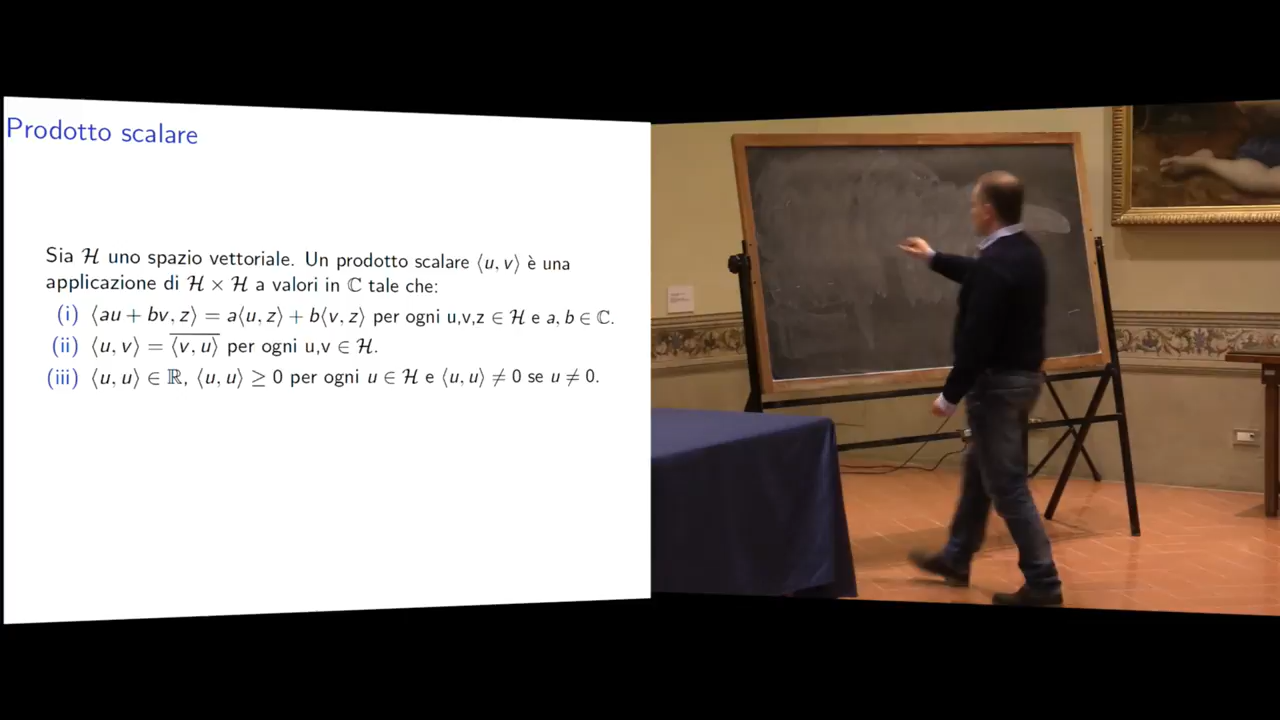 Prodotto scalare
Sia ℋ uno spazio vettoriale. Un prodotto scalare ⟨u, v⟩ è una
applicazione di ℋ × ℋ a valori in ℂ tale che:
(i) ⟨au + bv, z⟩ = a⟨u, z⟩ + b⟨v, z⟩ per ogni u,v,z ∈ ℋ e a, b ∈ ℂ.
(ii) ⟨u, v⟩ = \overline{⟨v, u⟩} per ogni u,v ∈ ℋ.
(iii) ⟨u, u⟩ ∈ ℝ, ⟨u, u⟩ ≥ 0 per ogni u ∈ ℋ e ⟨u, u⟩ ≠ 0 se u ≠ 0.